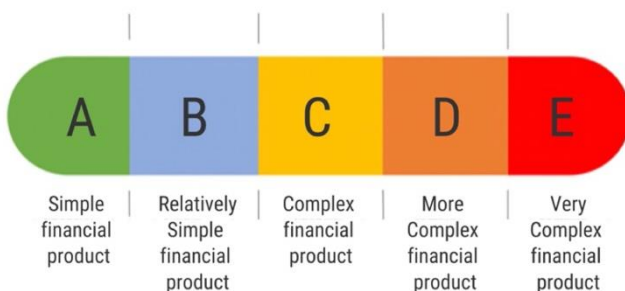 A
B
C
D
E
Simple
financial
product
Relatively
Simple
financial
product
Complex
financial
product
More
Complex
financial
product
Very
Complex
financial
product